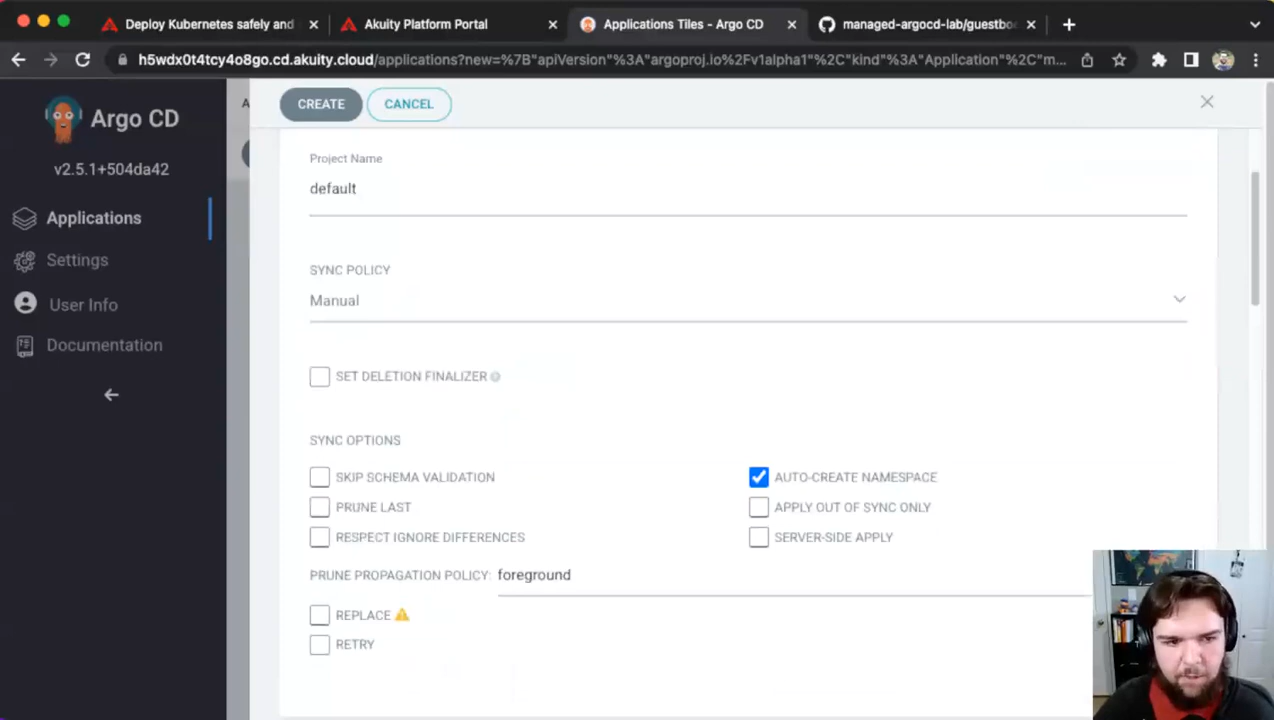 Deploy Kubernetes safely and
Akuity Platform Portal
Applications Tiles - Argo CD
managed-argocd-lab/guestbo
h5wdx0t4tcy4o8go.cd.akuity.cloud/applications?new=%7B"apiVersion"%3A"argoproj.io%2Fv1alpha1"%2C"kind"%3A"Application"%2C"m...
Argo CD
v2.5.1+504da42
Applications
Settings
User Info
Documentation
A
CREATE
CANCEL
Project Name
default
SYNC POLICY
Manual
SET DELETION FINALIZER
SYNC OPTIONS
SKIP SCHEMA VALIDATION
AUTO-CREATE NAMESPACE
PRUNE LAST
APPLY OUT OF SYNC ONLY
RESPECT IGNORE DIFFERENCES
SERVER-SIDE APPLY
PRUNE PROPAGATION POLICY: foreground
REPLACE
RETRY